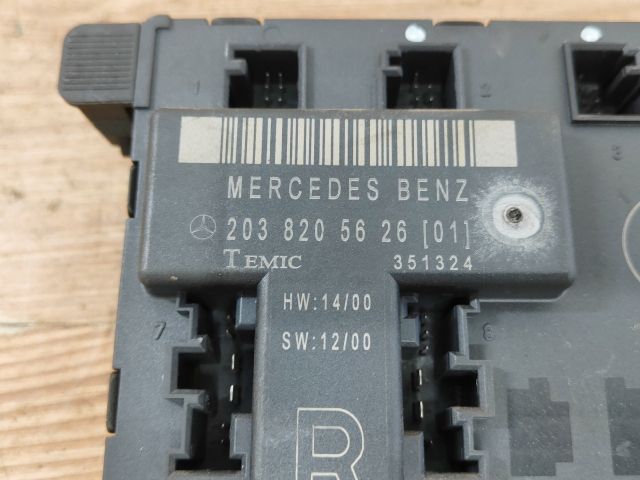 1
2
MERCEDES BENZ
203 820 56 26 [01]
TEMIC 351324
HW:14/00
SW:12/00
7
8
R